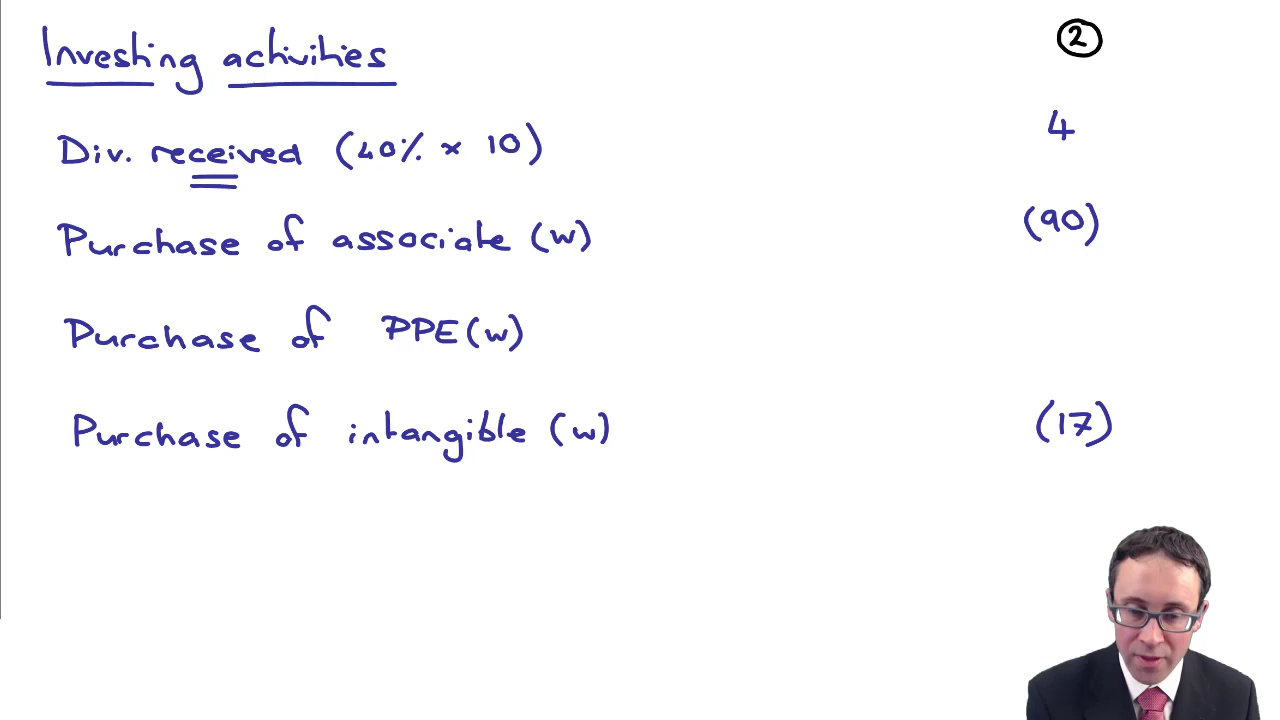 Investing activities ②
Div. received (40% × 10) 4
Purchase of associate (w) (90)
Purchase of PPE (w)
Purchase of intangible (w) (17)